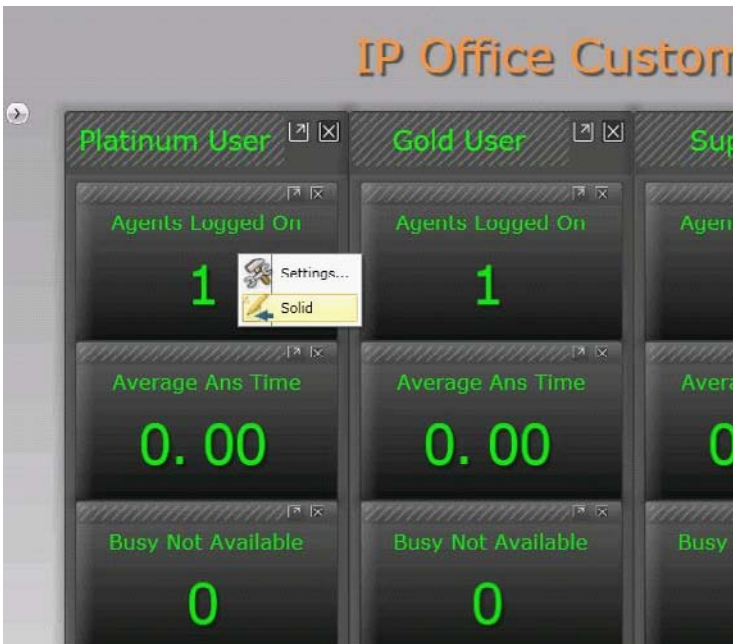 IP Office Custom
Platinum User
Gold User
Sup
Agents Logged On
Agents Logged On
Agen
1
Settings...
Solid
1
Average Ans Time
Average Ans Time
Avera
0.00
0.00
0
Busy Not Available
Busy Not Available
Busy
0
0